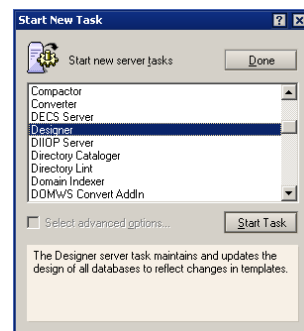 Start New Task
Start new server tasks
Done
Compactor
Converter
DECS Server
Designer
DIIOP Server
Directory Cataloger
Directory Lint
Domain Indexer
DOMWS Convert AddIn
Select advanced options...
Start Task
The Designer server task maintains and updates the
design of all databases to reflect changes in templates.